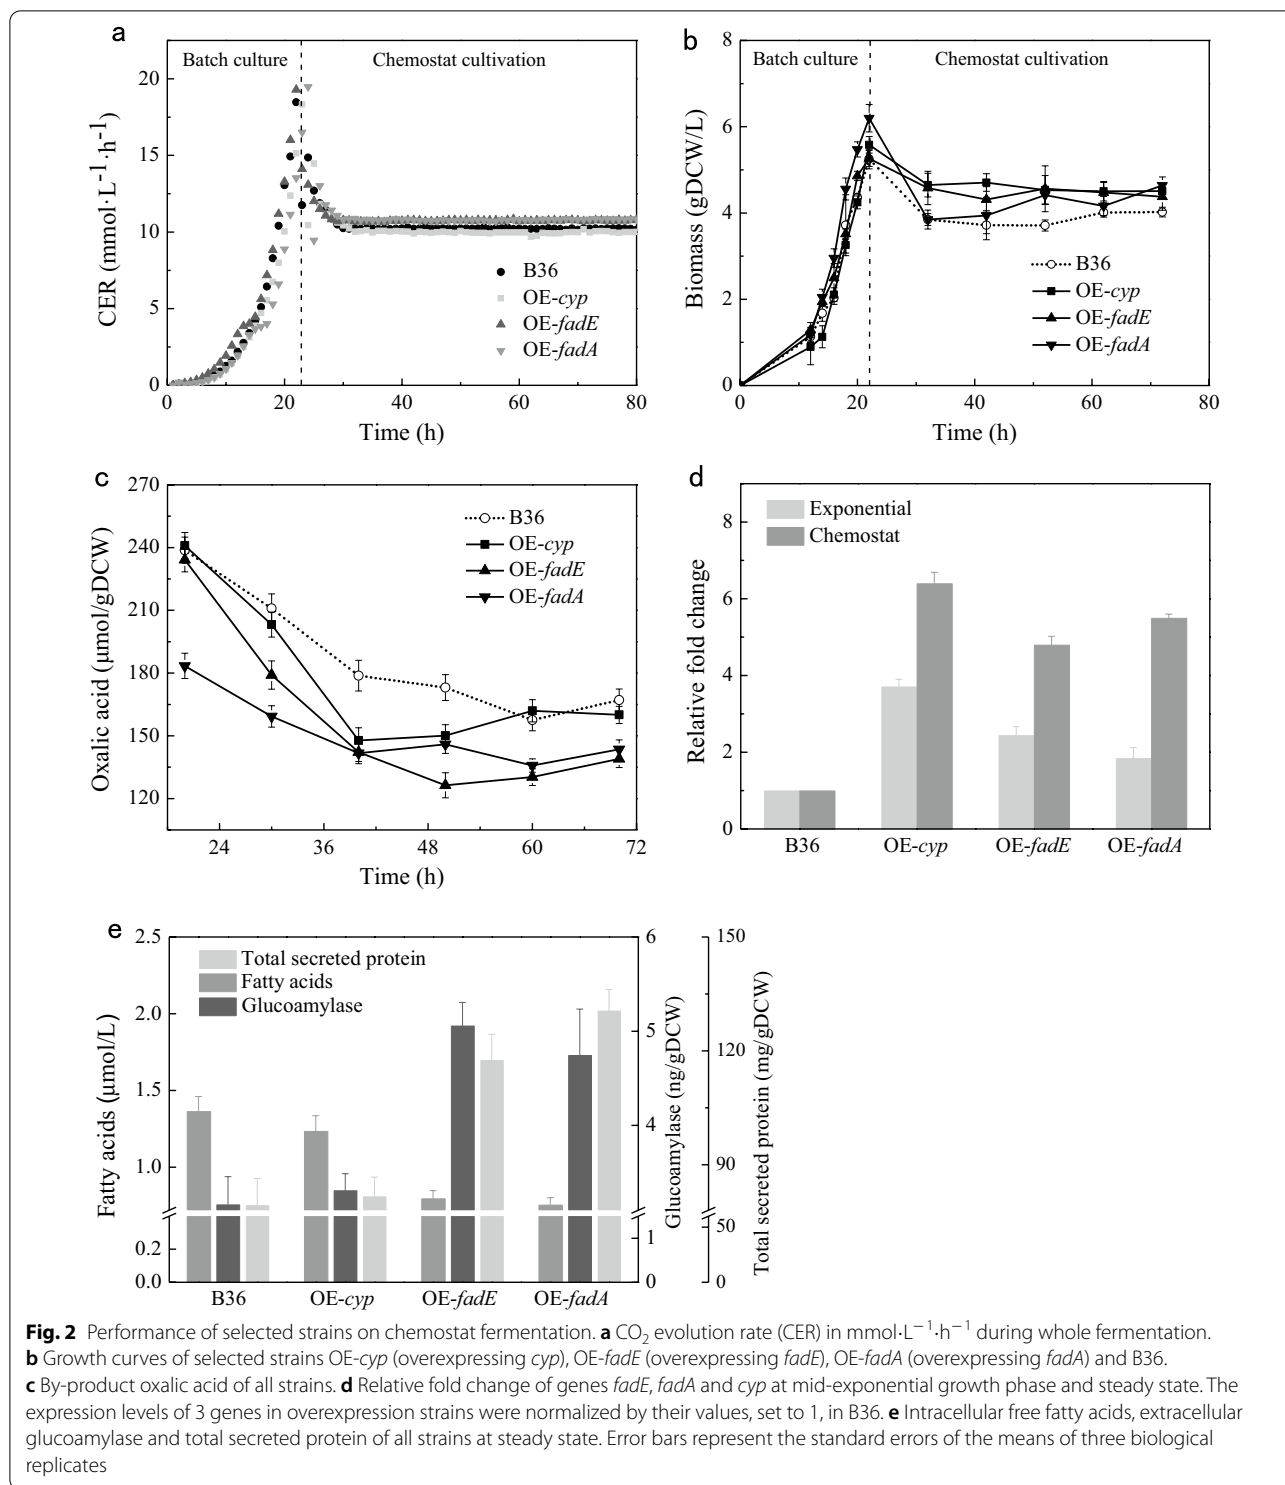 a
Batch culture
Chemostat cultivation
CER (mmol·L⁻¹·h⁻¹)
20
15
10
5
0
B36
OE-cyp
OE-fadE
OE-fadA
0 20 40 60 80
Time (h)
b
Batch culture
Chemostat cultivation
Biomass (gDCW/L)
8
6
4
2
0
B36
OE-cyp
OE-fadE
OE-fadA
0 20 40 60 80
Time (h)
c
Oxalic acid (μmol/gDCW)
270
240
210
180
150
120
B36
OE-cyp
OE-fadE
OE-fadA
24 36 48 60 72
Time (h)
d
Relative fold change
8
6
4
2
0
Exponential
Chemostat
B36 OE-cyp OE-fadE OE-fadA
e
Fatty acids (μmol/L)
2.5
2.0
1.5
1.0
0.2
0.0
Total secreted protein
Fatty acids
Glucoamylase
B36 OE-cyp OE-fadE OE-fadA
6
5
4
1
0
Glucoamylase (ng/gDCW)
150
120
90
50
0
Total secreted protein (mg/gDCW)
Fig. 2 Performance of selected strains on chemostat fermentation. a CO₂ evolution rate (CER) in mmol·L⁻¹·h⁻¹ during whole fermentation.
b Growth curves of selected strains OE-cyp (overexpressing cyp), OE-fadE (overexpressing fadE), OE-fadA (overexpressing fadA) and B36.
c By-product oxalic acid of all strains. d Relative fold change of genes fadE, fadA and cyp at mid-exponential growth phase and steady state. The
expression levels of 3 genes in overexpression strains were normalized by their values, set to 1, in B36. e Intracellular free fatty acids, extracellular
glucoamylase and total secreted protein of all strains at steady state. Error bars represent the standard errors of the means of three biological
replicates